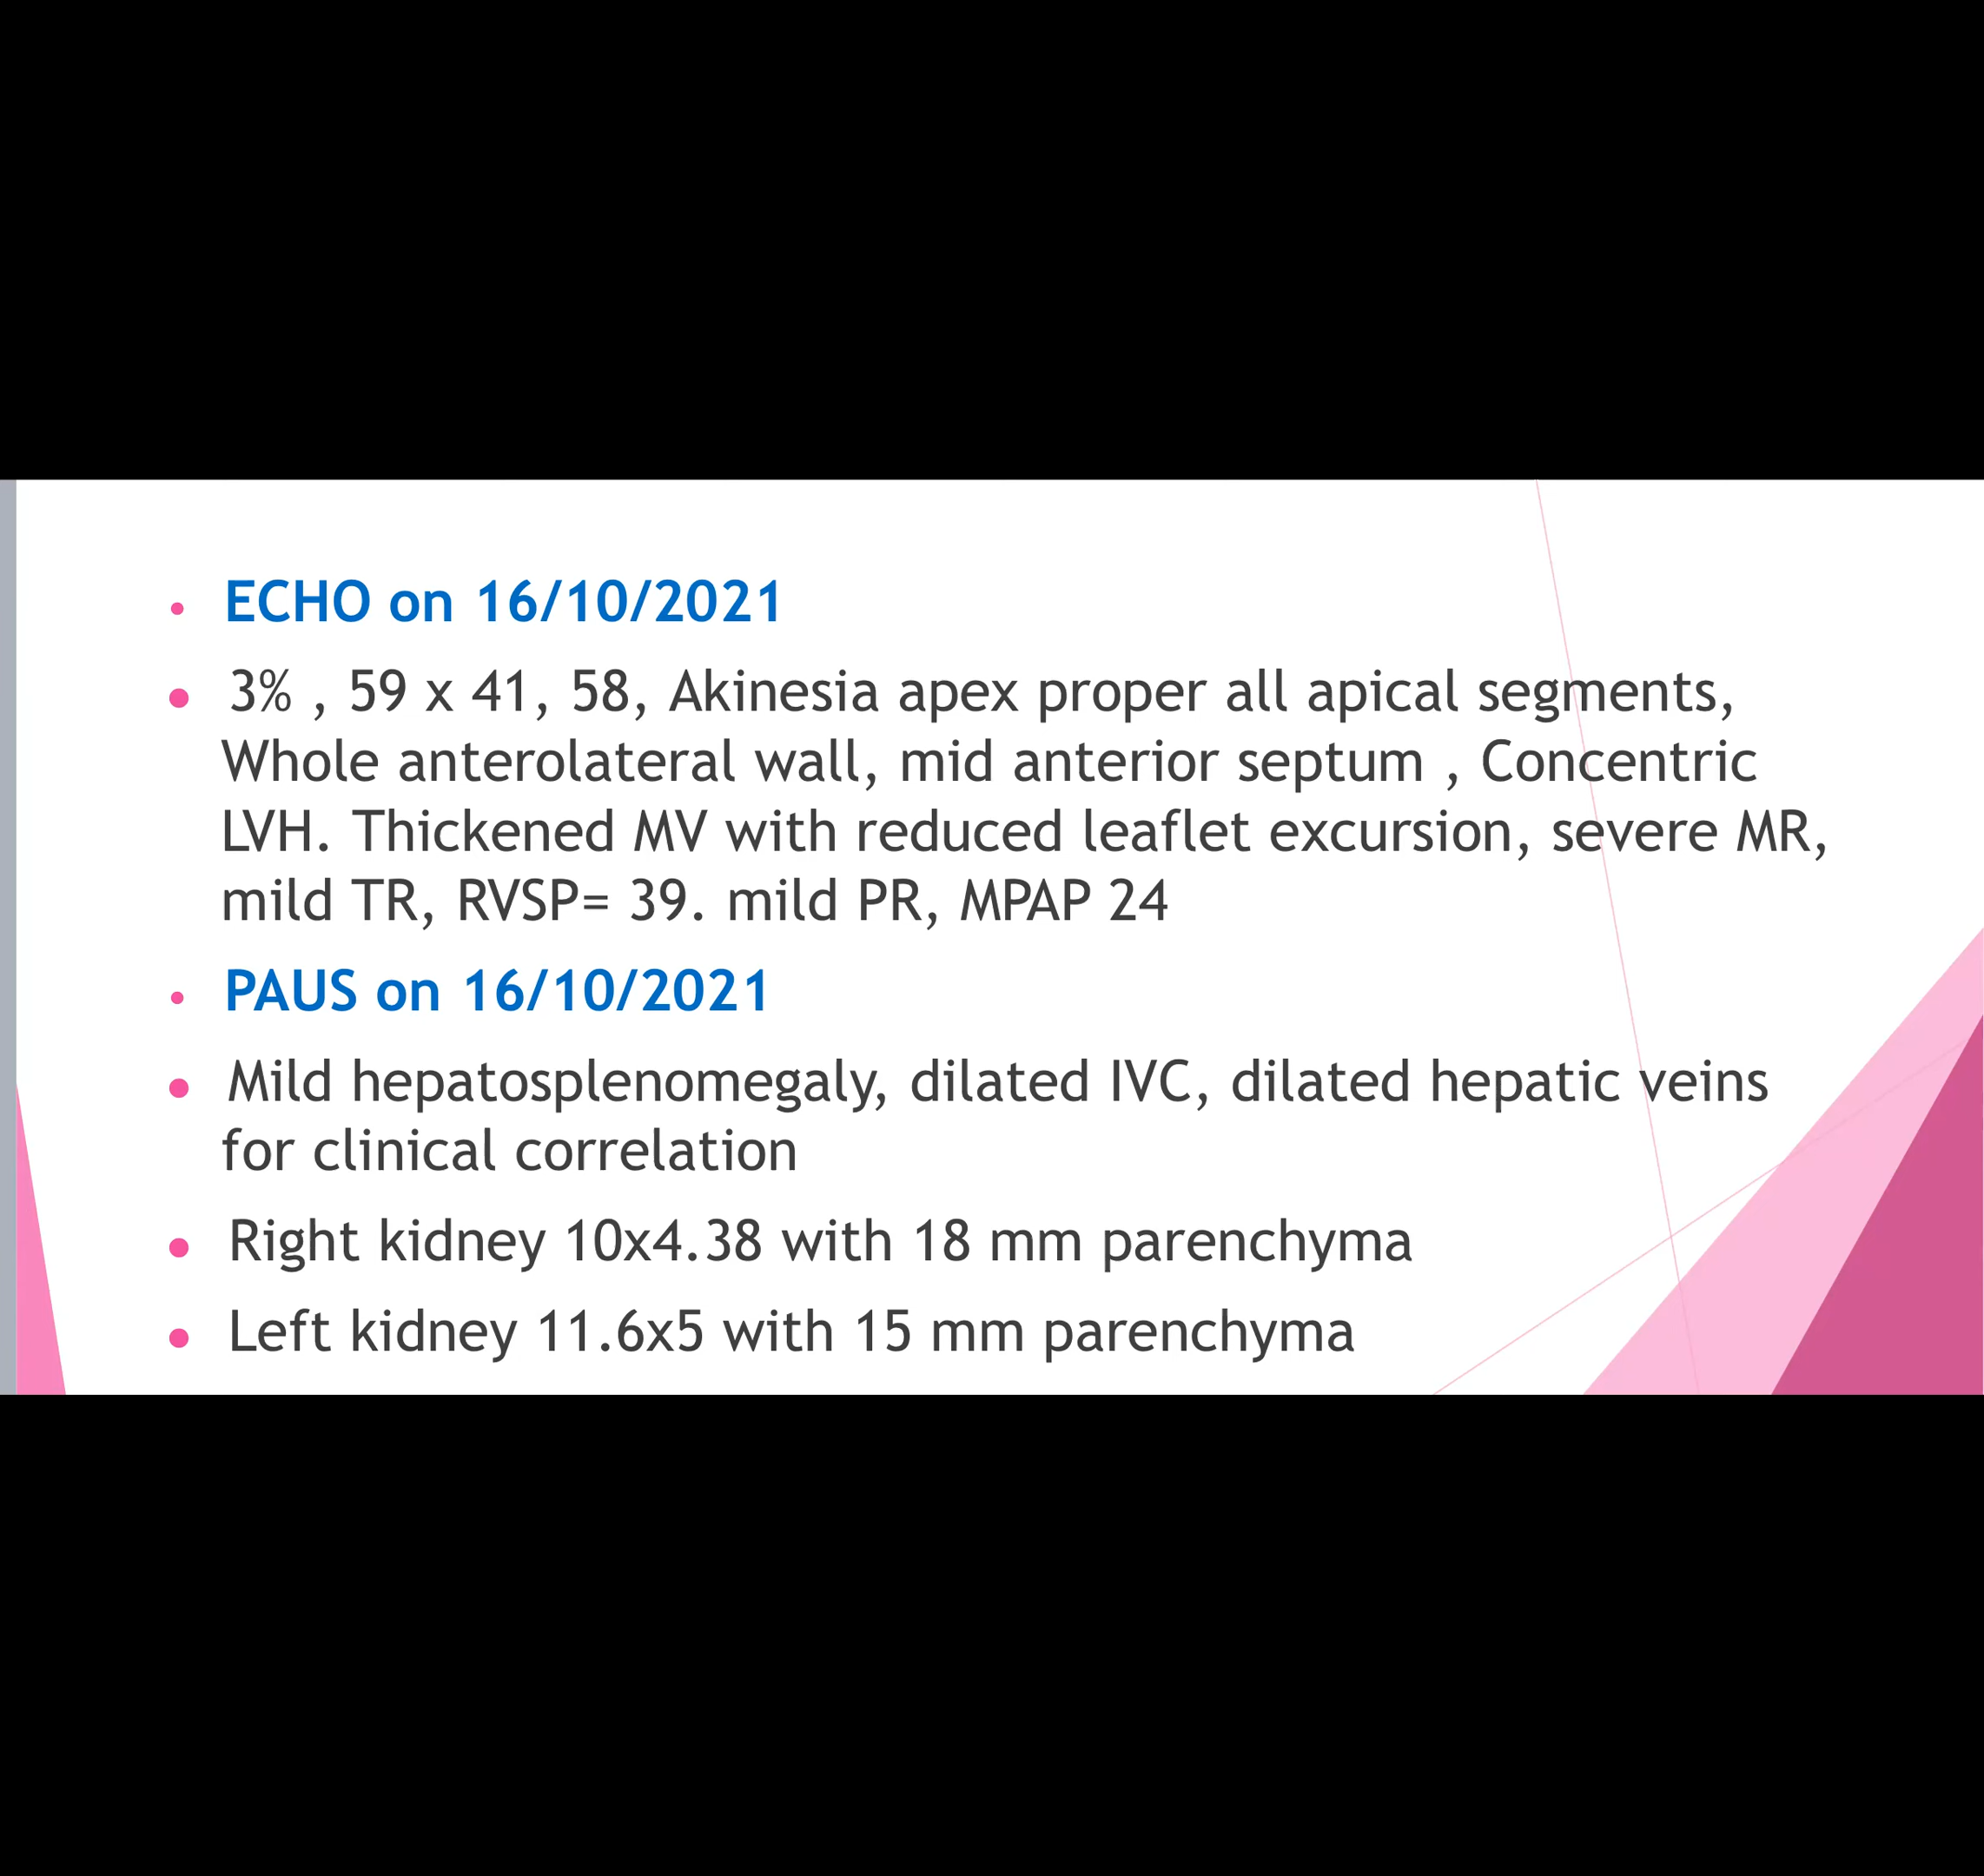 ECHO on 16/10/2021
3% , 59 x 41, 58, Akinesia apex proper all apical segments,
Whole anterolateral wall, mid anterior septum , Concentric
LVH. Thickened MV with reduced leaflet excursion, severe MR,
mild TR, RVSP= 39. mild PR, MPAP 24
PAUS on 16/10/2021
Mild hepatosplenomegaly, dilated IVC, dilated hepatic veins
for clinical correlation
Right kidney 10x4.38 with 18 mm parenchyma
Left kidney 11.6x5 with 15 mm parenchyma